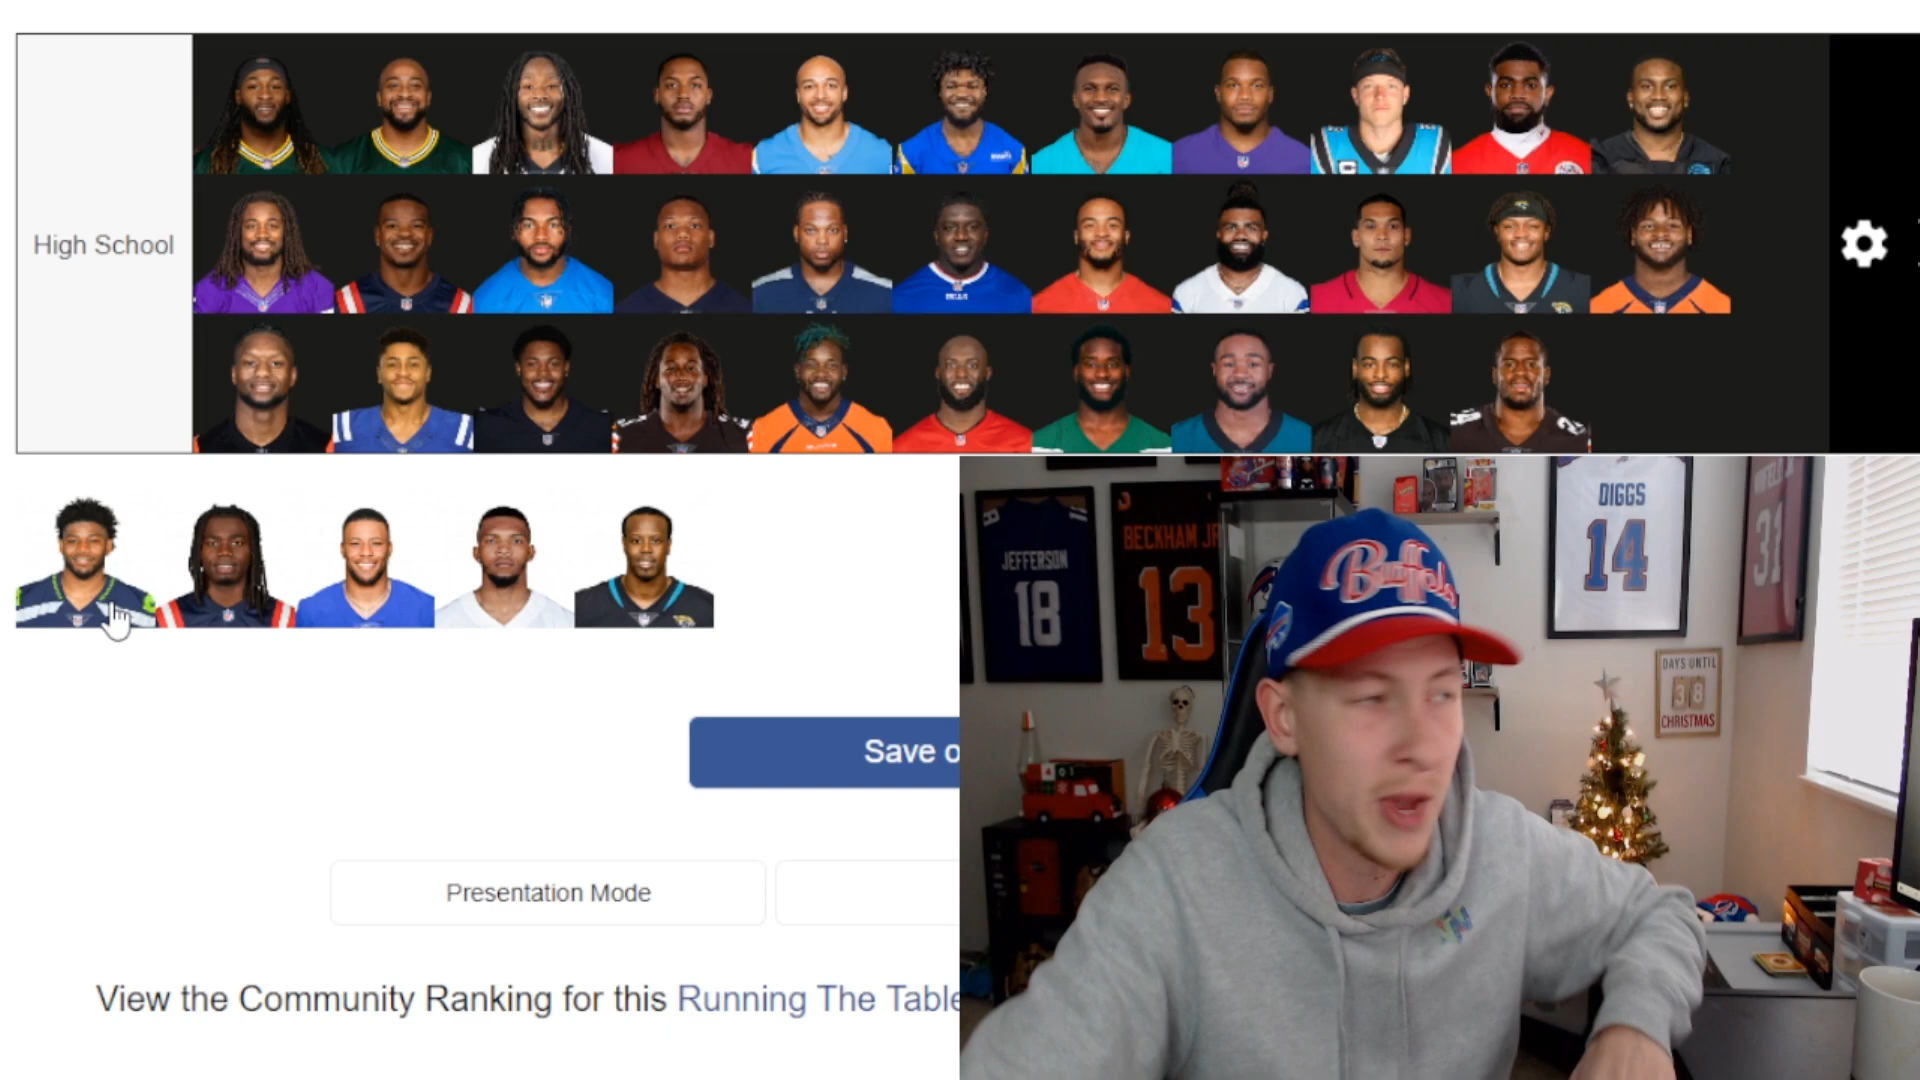 High School
DIGGS
14
JEFFERSON
18
BECKHAM JR
13
31
DAYS UNTIL
38
CHRISTMAS
Save o
Presentation Mode
View the Community Ranking for this Running The Table